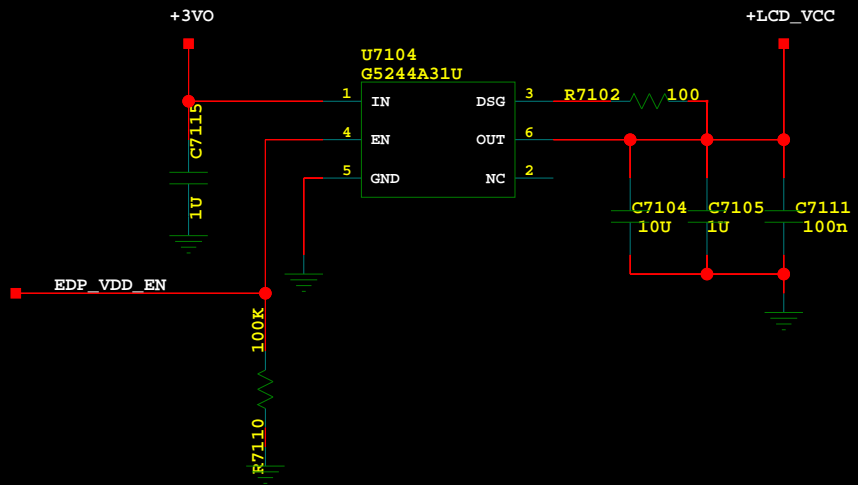 +3VO
+LCD_VCC
U7104
G5244A31U
1 IN DSG 3 R7102 100
C7115
4 EN OUT 6
5 GND NC 2
1U
C7104 C7105 C7111
10U 1U 100n
EDP_VDD_EN
100K
R7110